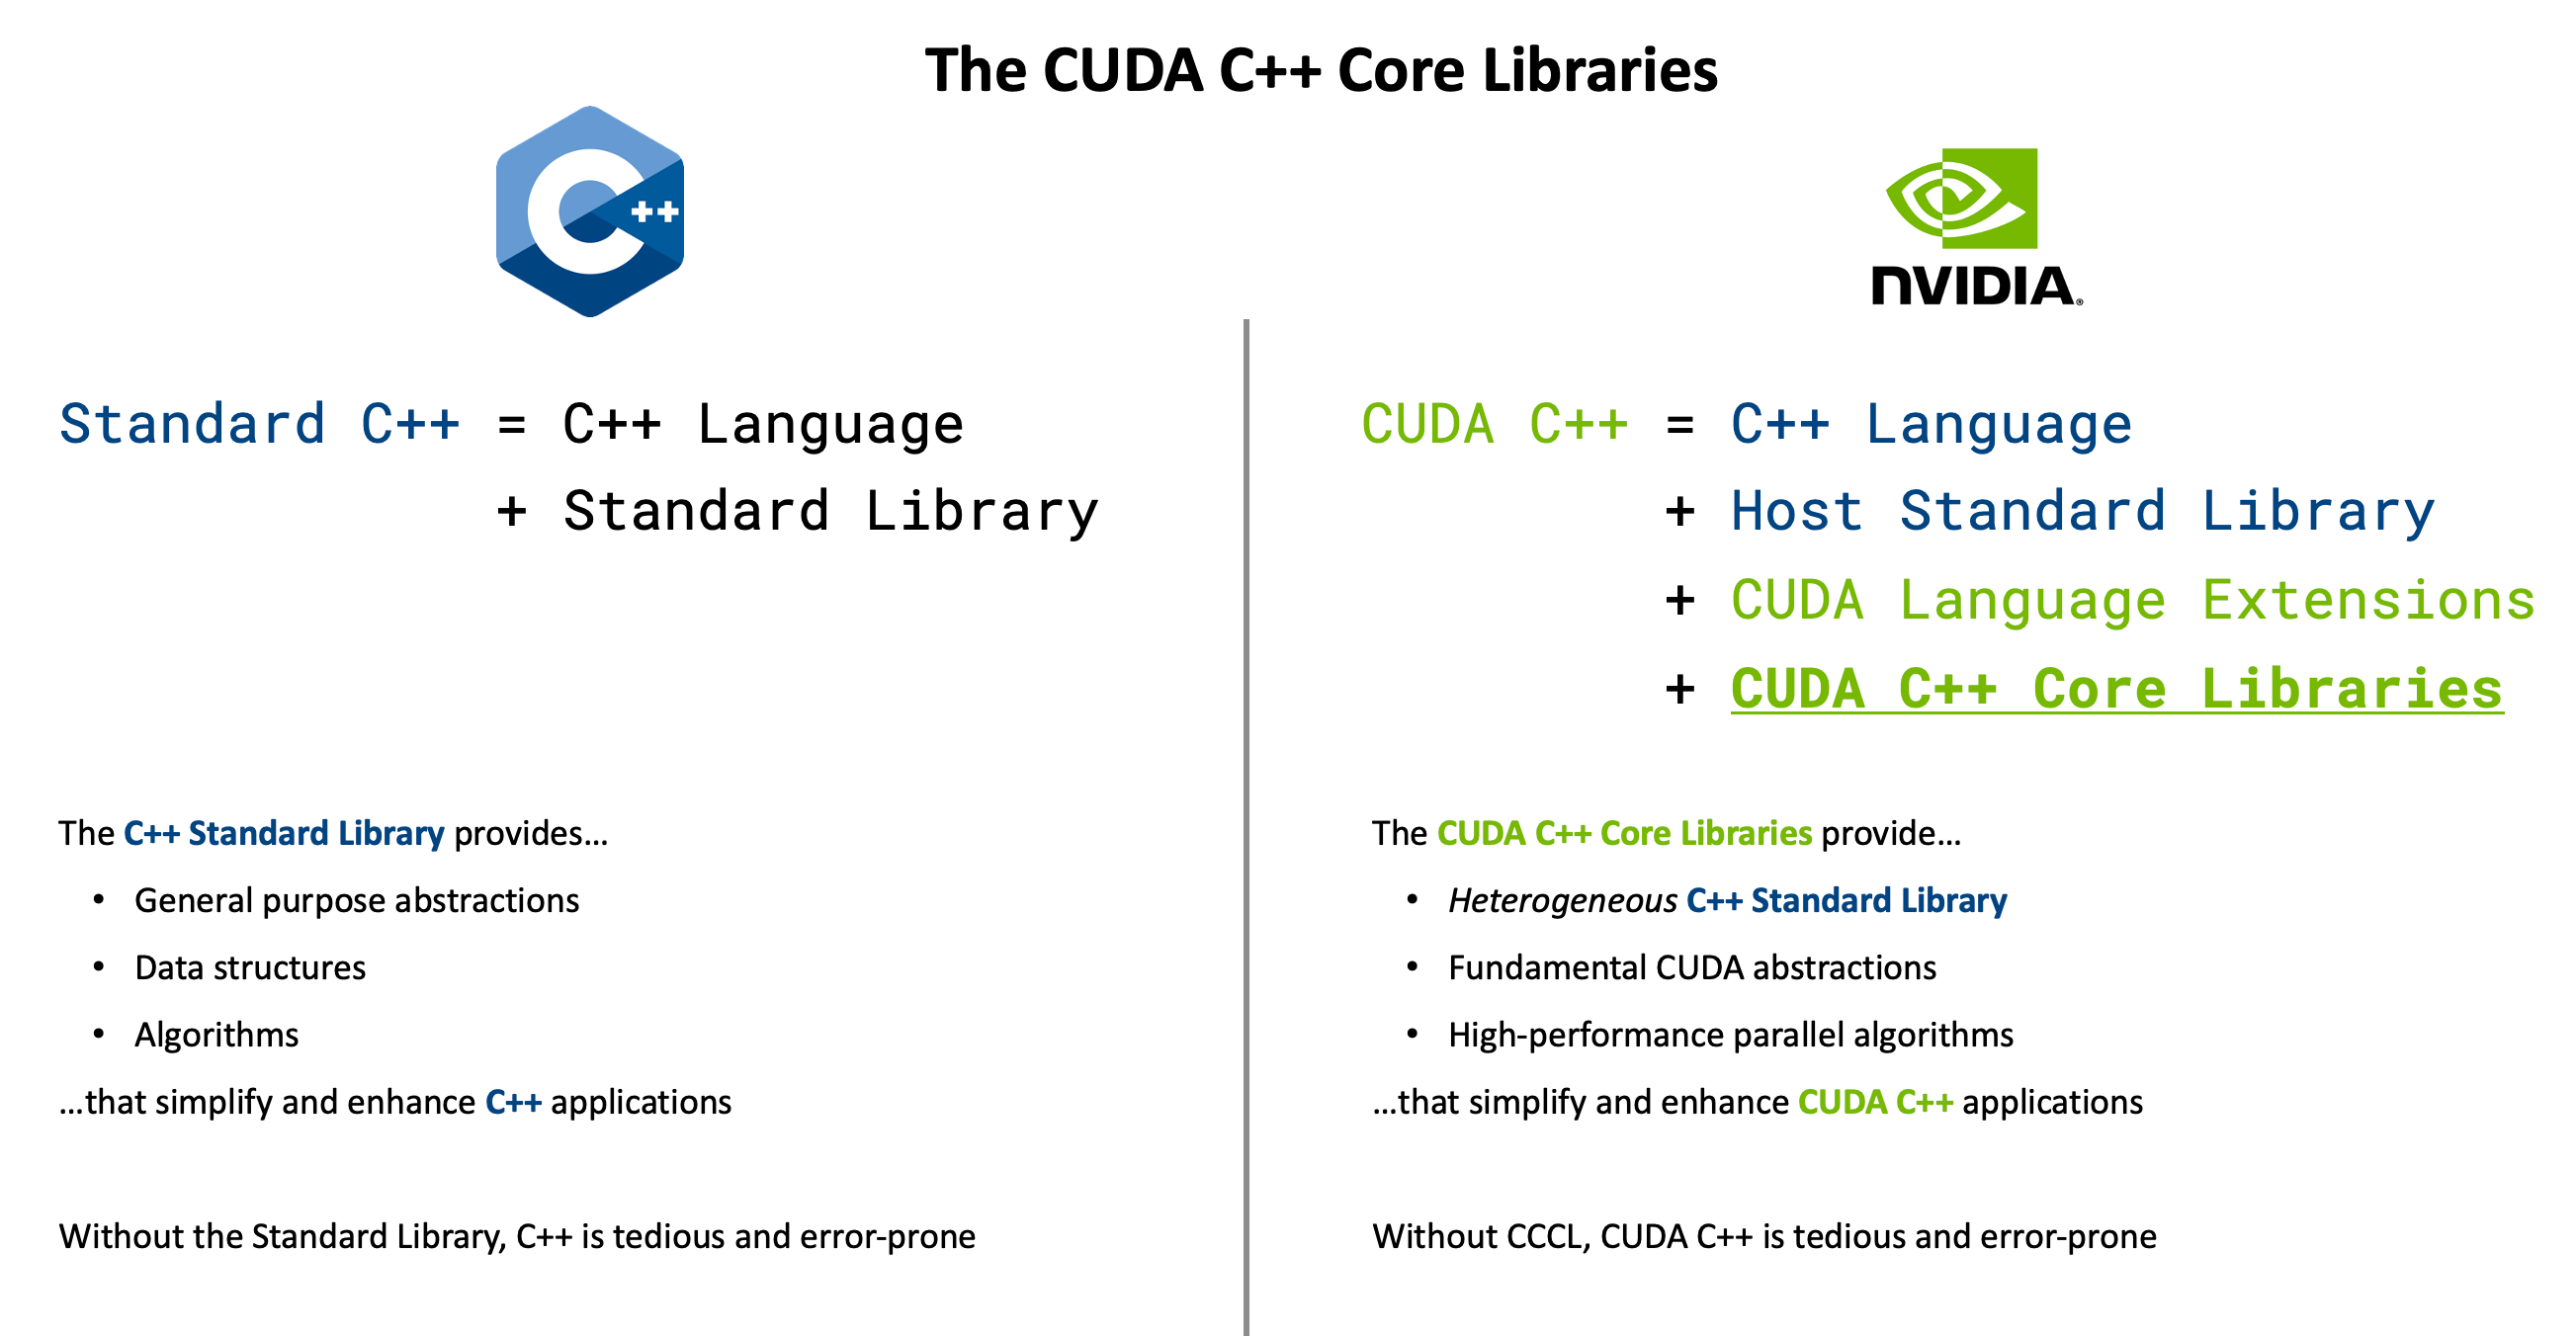 The CUDA C++ Core Libraries
C++
NVIDIA®
Standard C++ = C++ Language
+ Standard Library
The C++ Standard Library provides…
• General purpose abstractions
• Data structures
• Algorithms
…that simplify and enhance C++ applications
Without the Standard Library, C++ is tedious and error-prone
CUDA C++ = C++ Language
+ Host Standard Library
+ CUDA Language Extensions
+ CUDA C++ Core Libraries
The CUDA C++ Core Libraries provide…
• Heterogeneous C++ Standard Library
• Fundamental CUDA abstractions
• High-performance parallel algorithms
…that simplify and enhance CUDA C++ applications
Without CCCL, CUDA C++ is tedious and error-prone